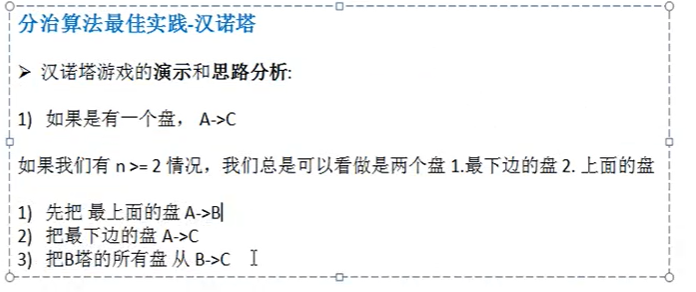 分治算法最佳实践-汉诺塔
➢ 汉诺塔游戏的演示和思路分析:
1) 如果是有一个盘， A->C
如果我们有 n >= 2 情况，我们总是可以看做是两个盘 1.最下边的盘 2. 上面的盘
1) 先把 最上面的盘 A->B
2) 把最下边的盘 A->C
3) 把B塔的所有盘 从 B->C